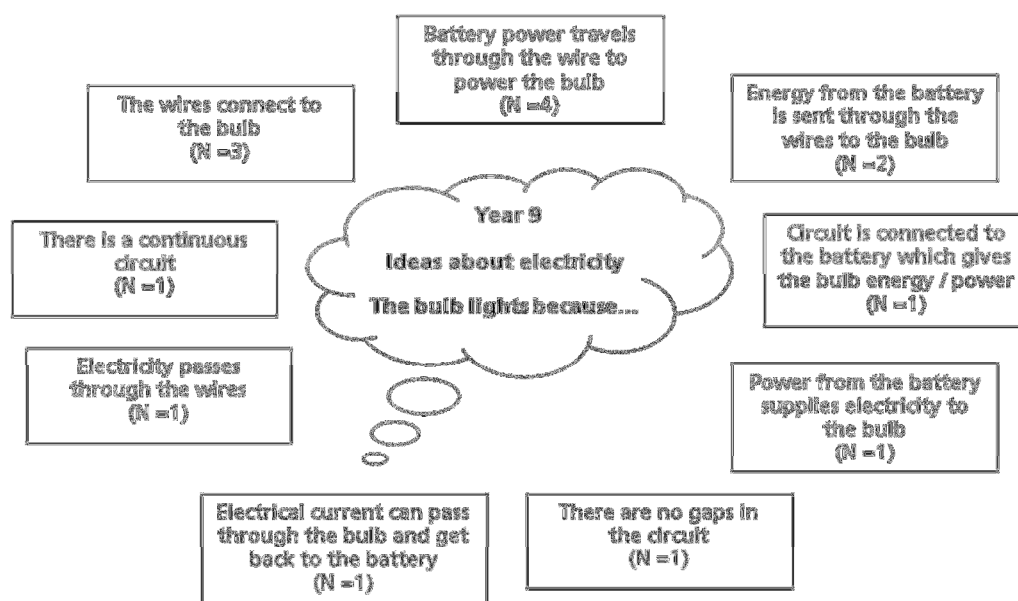 Battery power travels
through the wire to
power the bulb
(N =4)
The wires connect to
the bulb
(N =3)
Energy from the battery
is sent through the
wires to the bulb
(N =2)
Year 9
Ideas about electricity
The bulb lights because...
There is a continuous
circuit
(N =1)
Circuit is connected to
the battery which gives
the bulb energy / power
(N =1)
Electricity passes
through the wires
(N =1)
Power from the battery
supplies electricity to
the bulb
(N =1)
Electrical current can pass
through the bulb and get
back to the battery
(N =1)
There are no gaps in
the circuit
(N =1)